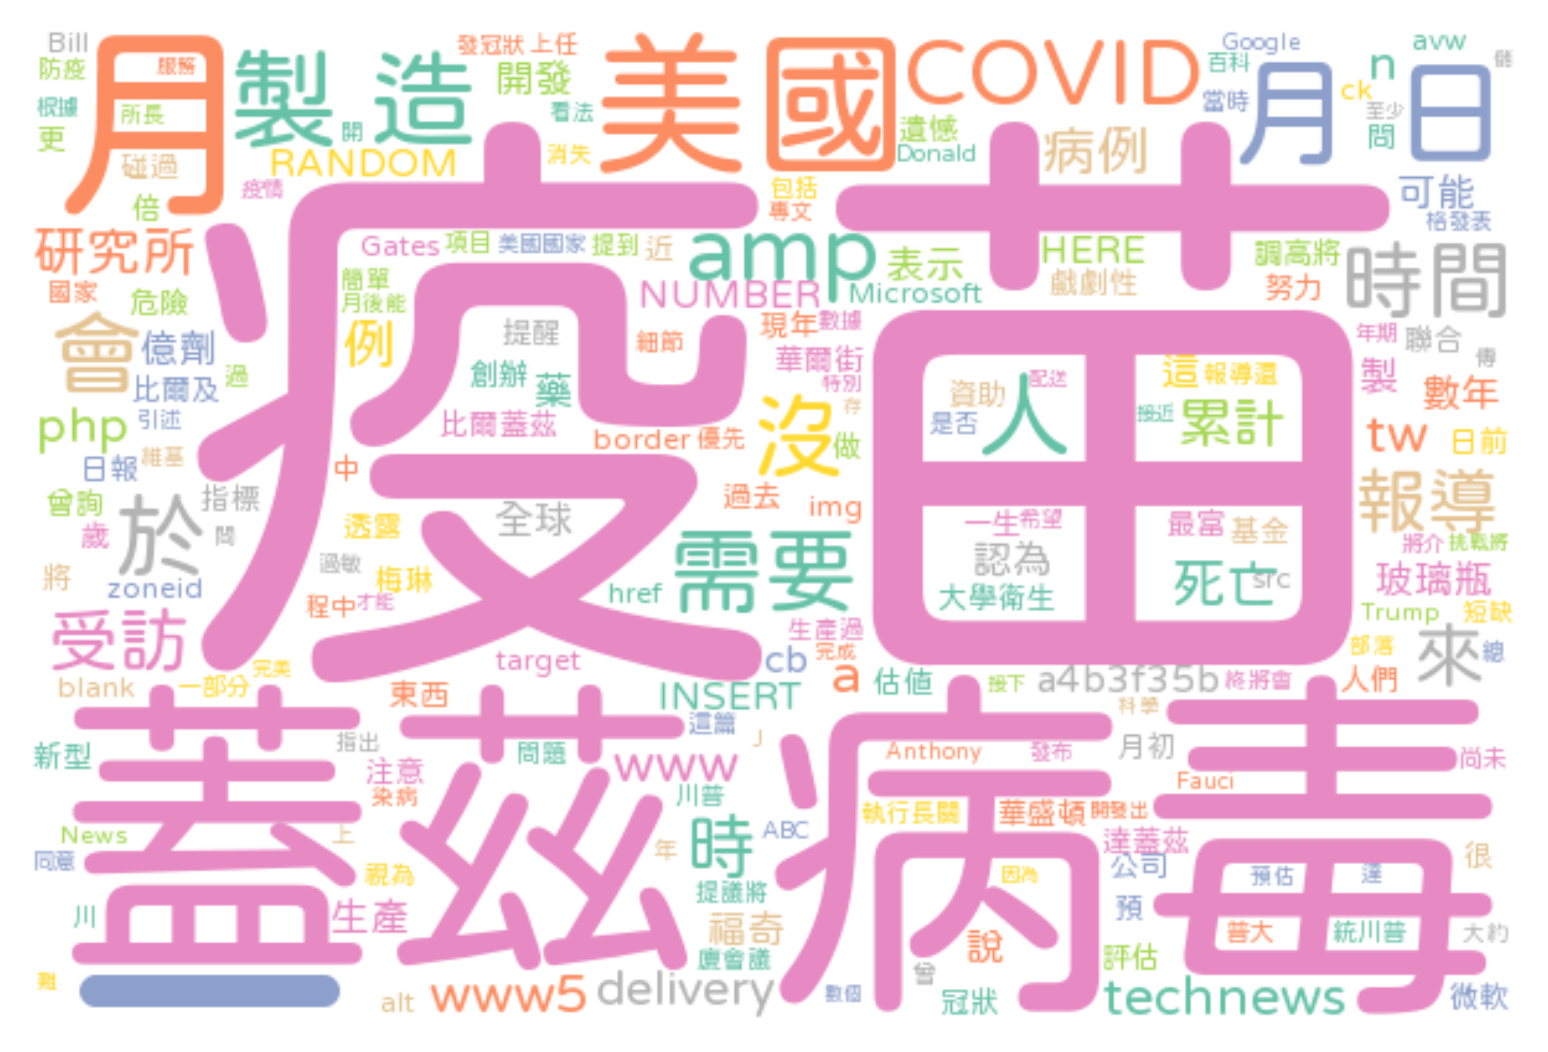 Bill
發冠狀 上任
Google
avw
月
製造
美國
COVID
百科
月
n
日
防疫
服務
開發
當時
ck
至少
根據
所長
看法
更
開
遺憾
問
RANDOM
消失
Donald
病例
碰過
疫情
包括
可能
倍
專文
格發表
疫苗
研究所
Gates
項目
美國國家
提到
近
amp
表示
HERE
調高將
時間
國家
危險
簡單
月後能
NUMBER
Microsoft
戲劇性
努力
會
億劑
例
提醒
細節
現年
數據
年期
聯合
比爾及
過
創辦
藥
華爾街
特別
人
配送
這
報導還
製
傳
數年
php
引述
比爾蓋茲
沒
存
資助
是否
接近
累計
tw
日前
日報
維基
中
border
優先
做
曾詢
指標
於
過去
img
報導
歲
問
透露
全球
一生
希望
最富
基金
將
zoneid
過敏
梅琳
需要
認為
將介
挑戰將
受訪
程中
才能
href
大學衛生
死亡
src
玻璃瓶
Trump
短缺
生產過
target
cb
完成
部落
來
總
blank
一部分
完美
東西
INSERT
a
估值
接下
a4b3f35b
終將會
人們
蓋茲
病毒
這篇
科學
新型
指出
問題
J
Anthony
發布
月初
尚未
注意
染病
www
川普
Fauci
News
上
執行長關
華盛頓
開發出
同意
時
ABC
達蓋茲
視為
年
公司
很
因為
預估
達
川
生產
提議將
預
福奇
說
普大
統川普
大約
廈會議
評估
難
數個
曾
alt
www5
delivery
冠狀
technews
微軟